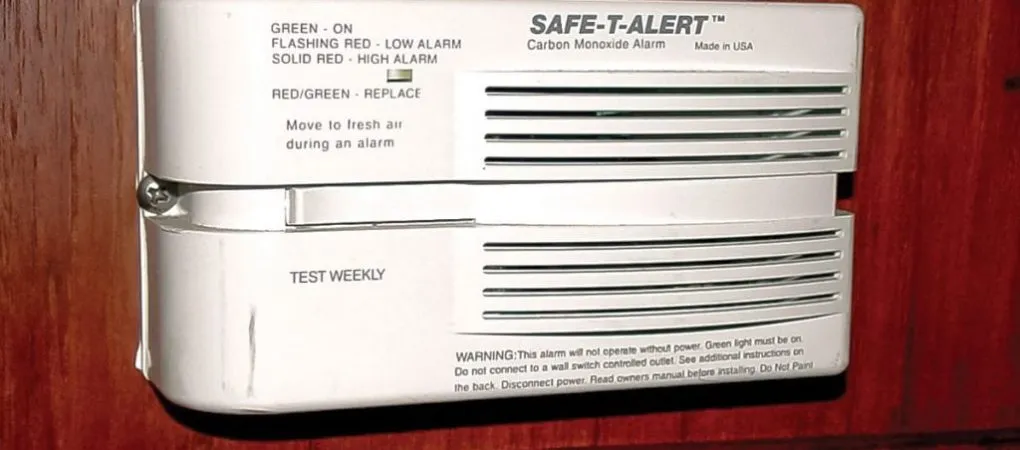 GREEN - ON
FLASHING RED - LOW ALARM
SOLID RED - HIGH ALARM
RED/GREEN - REPLACE
Move to fresh air
during an alarm
SAFE-T-ALERT™
Carbon Monoxide Alarm Made in USA
TEST WEEKLY
WARNING: This alarm will not operate without power. Green light must be on.
Do not connect to a wall switch controlled outlet. See additional instructions on
the back. Disconnect power. Read owners manual before installing. Do Not Paint